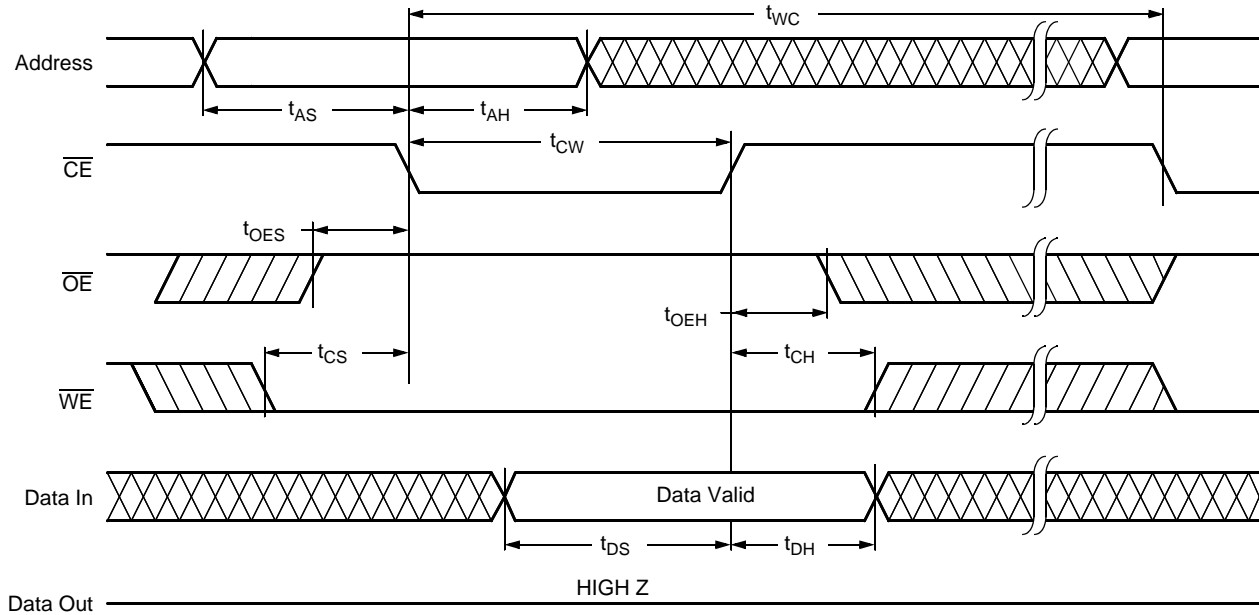 tWC
Address
tAS
tAH
tCW
CE
tOES
OE
tOEH
tCS
tCH
WE
Data In
Data Valid
tDS
tDH
HIGH Z
Data Out